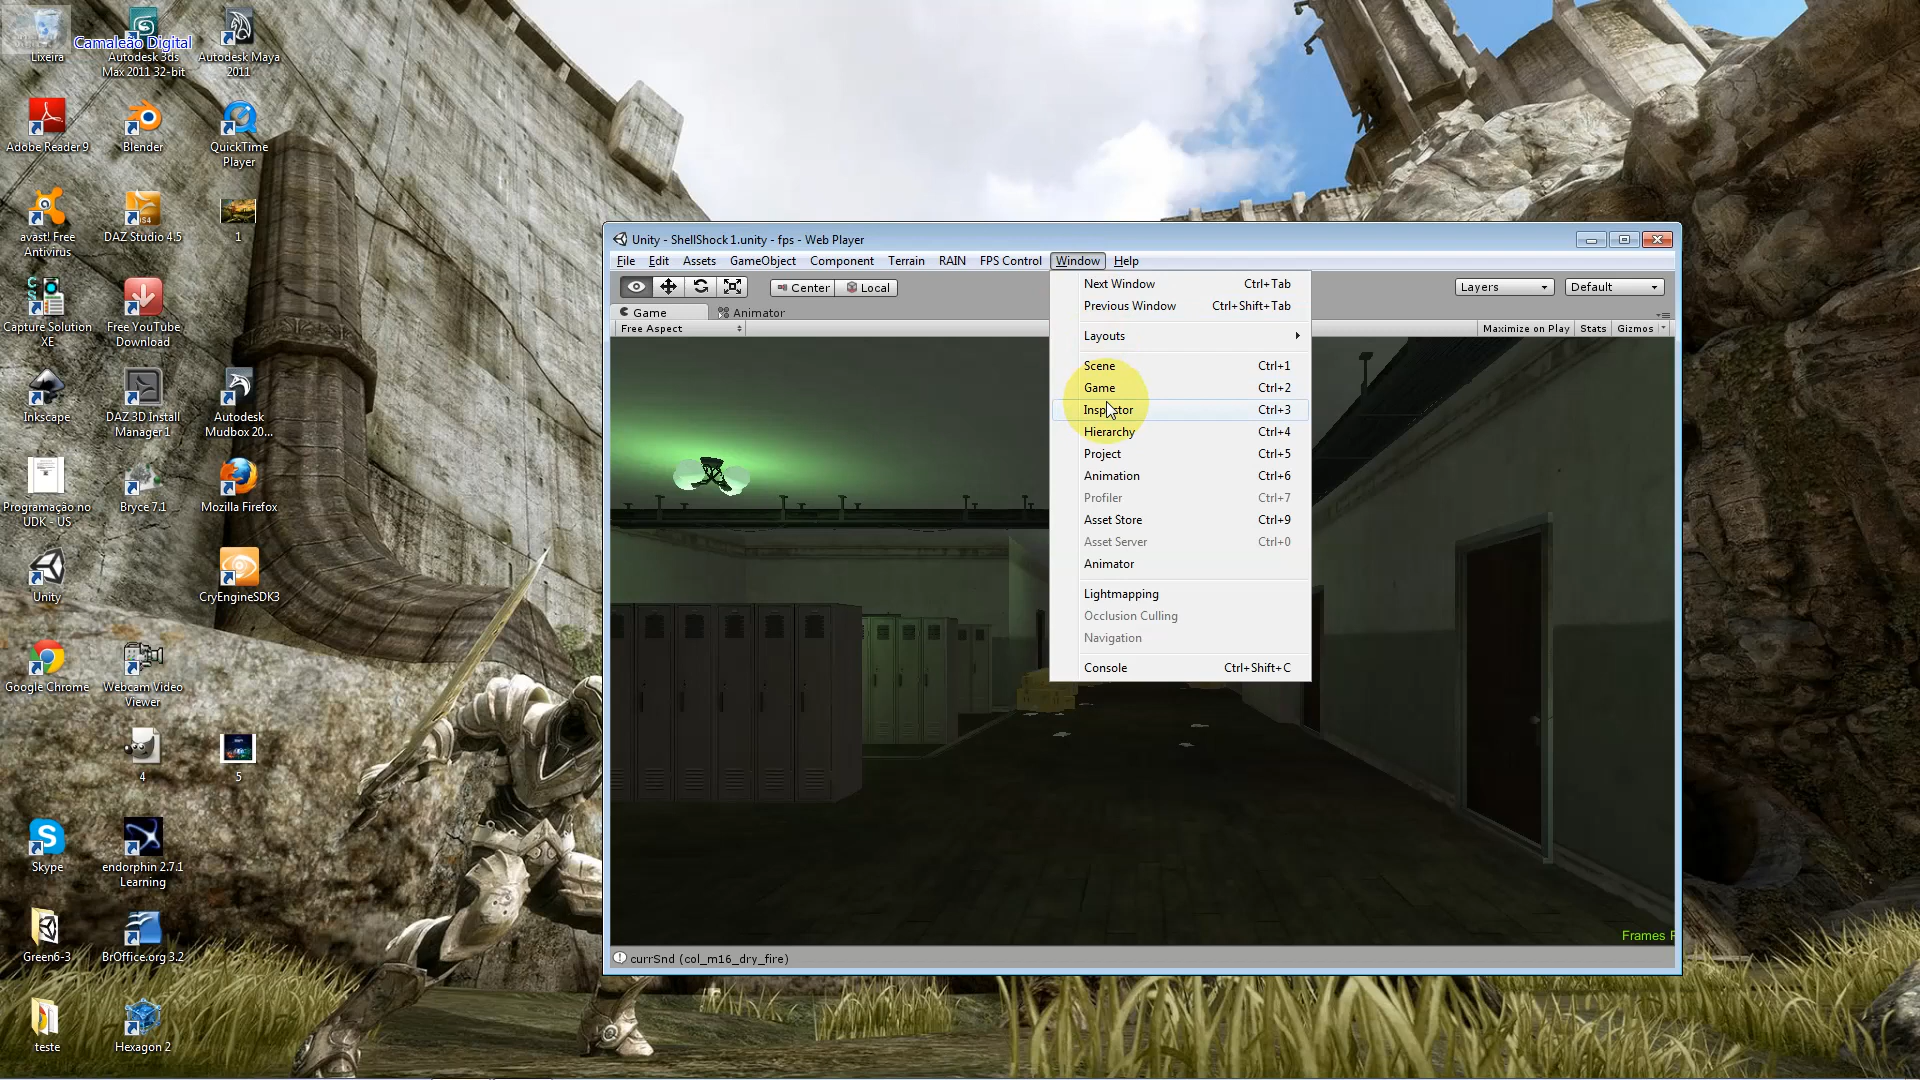 Lixeira
Camaleão Digital
Autodesk 3ds
Max 2011 32-bit
Autodesk Maya
2011
Adobe Reader 9
Blender
QuickTime
Player
avast! Free
Antivirus
DAZ Studio 4.5
1
Capture Solution
XE
Free YouTube
Download
Inkscape
DAZ 3D Install
Manager 1
Autodesk
Mudbox 20...
Programação no
UDK - US
Bryce 7.1
Mozilla Firefox
Unity
CryEngineSDK3
Google Chrome
Webcam Video
Viewer
4
5
Skype
endorphin 2.7.1
Learning
Green6-3
BrOffice.org 3.2
teste
Hexagon 2
Unity - ShellShock 1.unity - fps - Web Player
File Edit Assets GameObject Component Terrain RAIN FPS Control Window Help
Center Local
Layers Default
Game Animator
Free Aspect
Maximize on Play Stats Gizmos
Next Window Ctrl+Tab
Previous Window Ctrl+Shift+Tab
Layouts
Scene Ctrl+1
Game Ctrl+2
Inspector Ctrl+3
Hierarchy Ctrl+4
Project Ctrl+5
Animation Ctrl+6
Profiler Ctrl+7
Asset Store Ctrl+9
Asset Server Ctrl+0
Animator
Lightmapping
Occlusion Culling
Navigation
Console Ctrl+Shift+C
Frames
currSnd (col_m16_dry_fire)